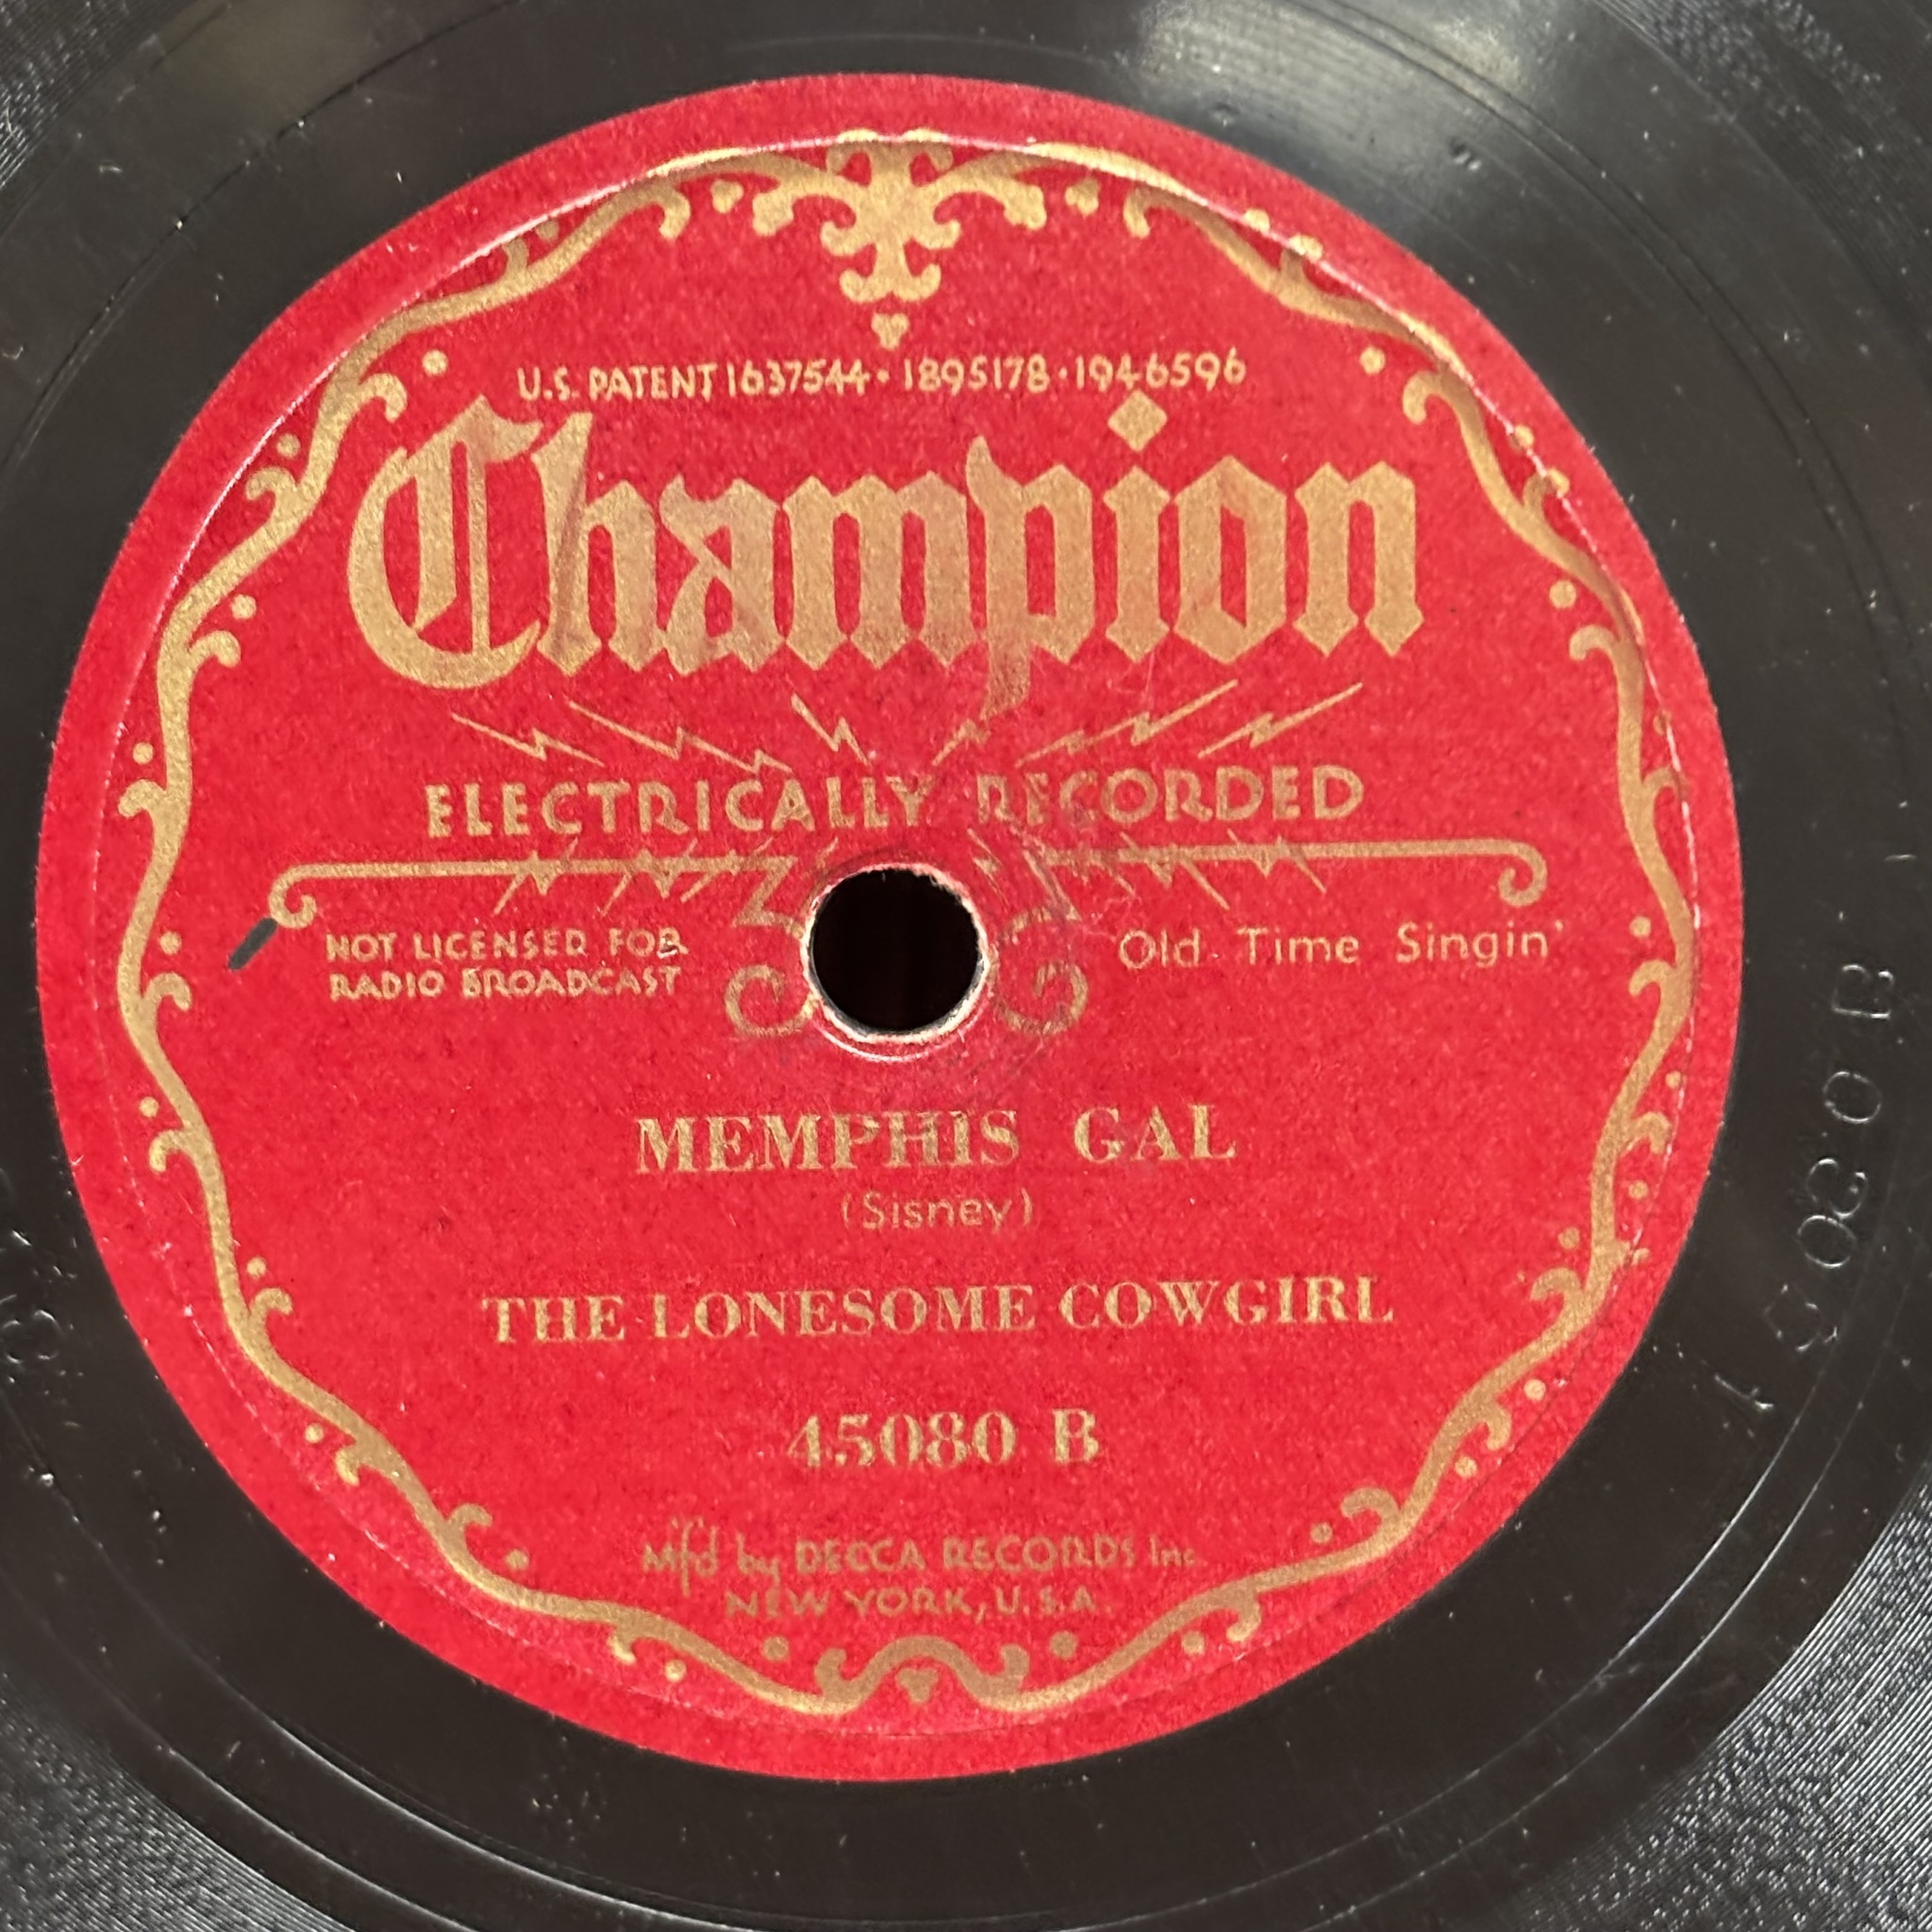 U.S. PATENT 1637544 • 1895178 • 1946596
Champion
ELECTRICALLY RECORDED
NOT LICENSED FOR
RADIO BROADCAST
Old Time Singin'
MEMPHIS GAL
(Sisney)
THE LONESOME COWGIRL
45080 B
Mfd by DECCA RECORDS Inc
NEW YORK, U.S.A.